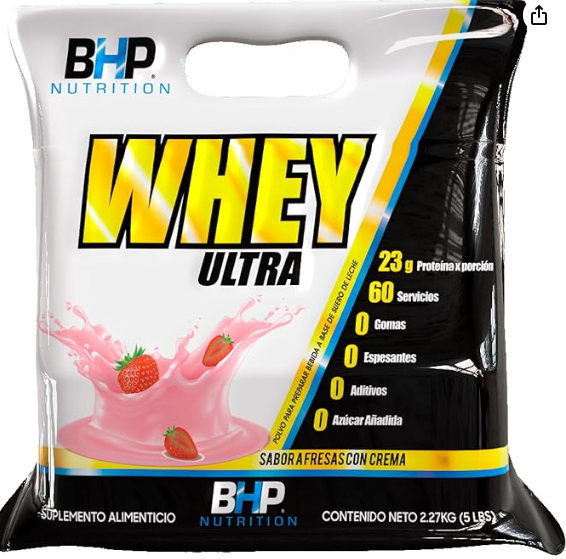 BHP®
NUTRITION
WHEY
ULTRA
23 g Proteína x porción
60 Servicios
0 Gomas
0 Espesantes
0 Aditivos
0 Azúcar Añadida
POLVO PARA PREPARAR BEBIDA A BASE DE SUERO DE LECHE
SABOR A FRESAS CON CREMA
BHP®
NUTRITION
SUPLEMENTO ALIMENTICIO
CONTENIDO NETO 2.27KG (5 LBS)